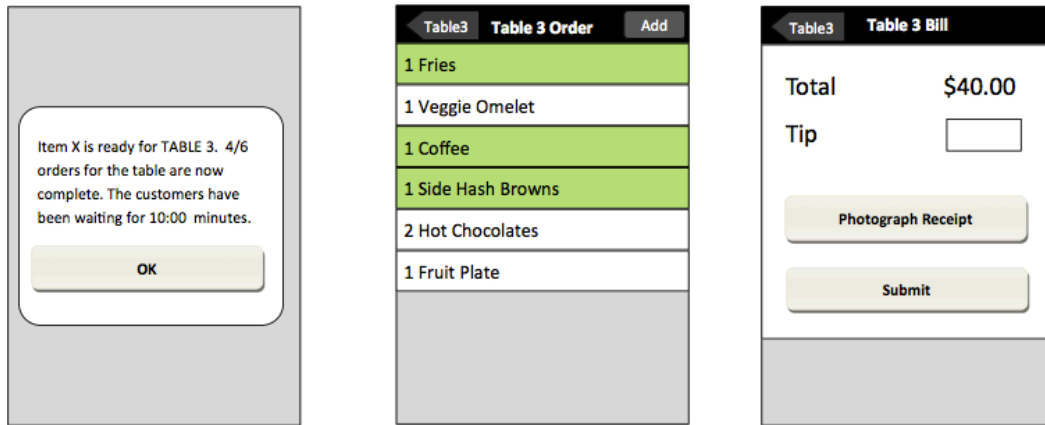 Item X is ready for TABLE 3. 4/6
orders for the table are now
complete. The customers have
been waiting for 10:00 minutes.
OK
Table3 Table 3 Order Add
1 Fries
1 Veggie Omelet
1 Coffee
1 Side Hash Browns
2 Hot Chocolates
1 Fruit Plate
Table3 Table 3 Bill
Total $40.00
Tip
Photograph Receipt
Submit